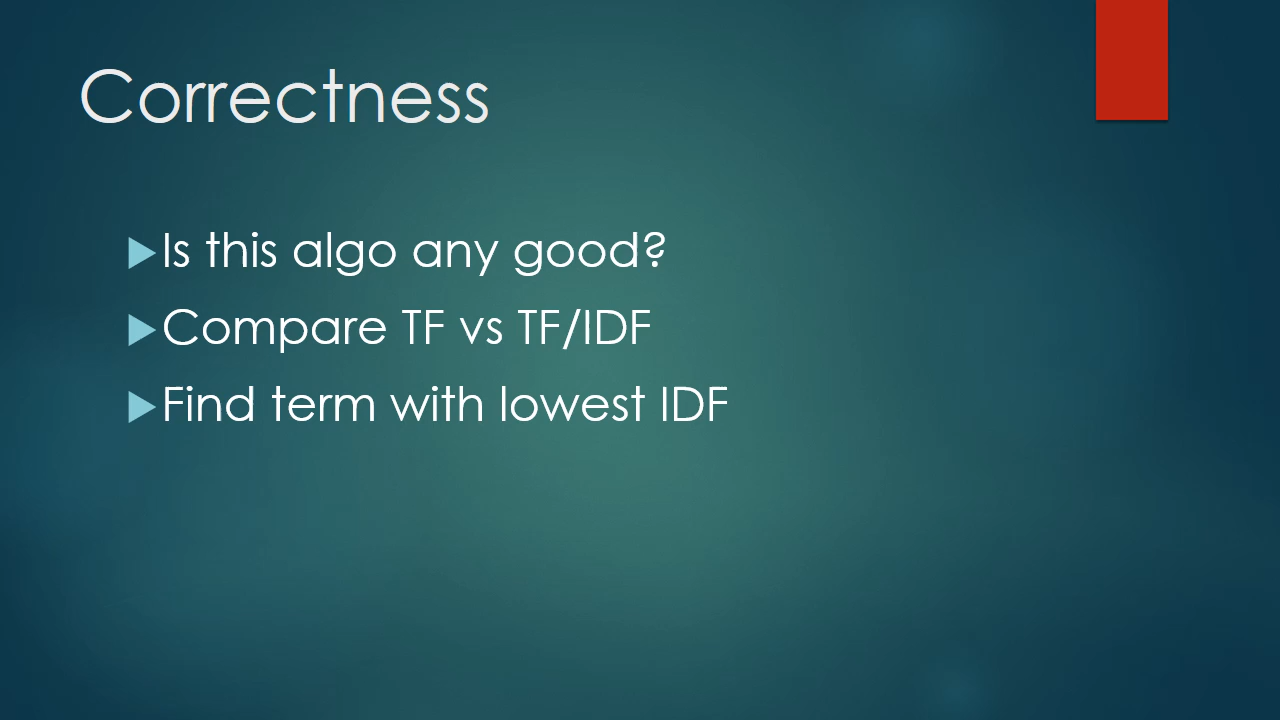 Correctness
Is this algo any good?
Compare TF vs TF/IDF
Find term with lowest IDF